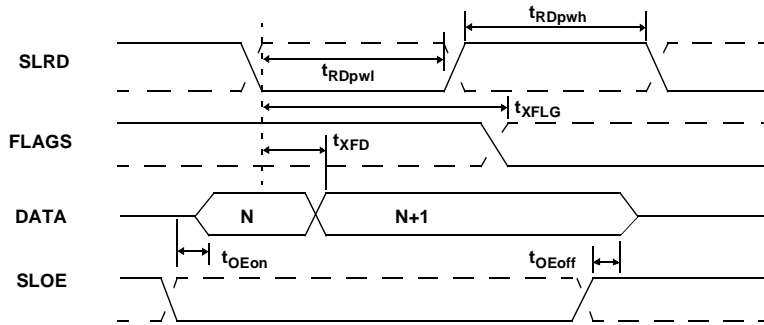 tRDpwh
SLRD
tRDpwl
tXFLG
FLAGS
tXFD
DATA
N
N+1
tOEon
tOEoff
SLOE